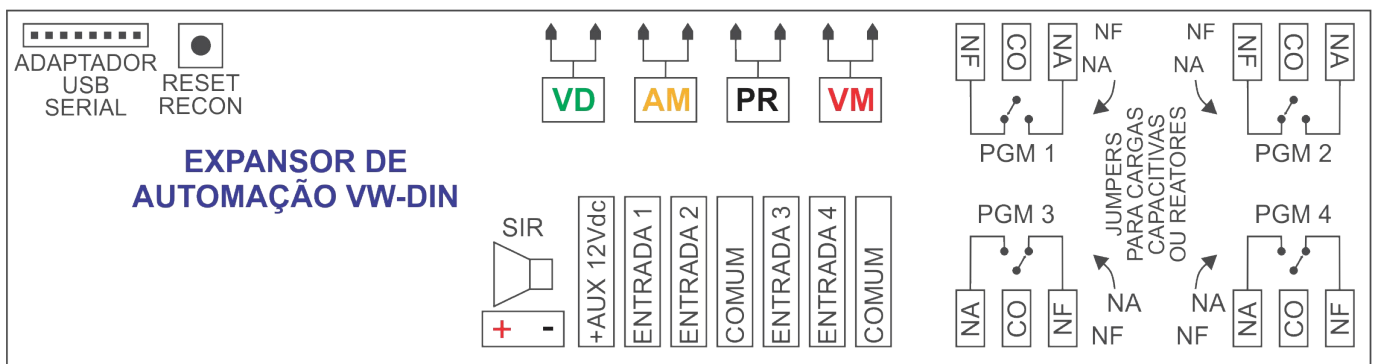 ADAPTADOR
USB
SERIAL
RESET
RECON
EXPANSOR DE
AUTOMAÇÃO VW-DIN
VD
AM
PR
VM
SIR
+ -
+AUX 12Vdc
ENTRADA 1
ENTRADA 2
COMUM
ENTRADA 3
ENTRADA 4
COMUM
NF
CO
NA
NF
NA
PGM 1
NF
NA
NF
CO
NA
PGM 2
JUMPERS
PARA CARGAS
CAPACITIVAS
OU REATORES
PGM 3
NA
CO
NF
NA
NF
PGM 4
NA
NF
NA
CO
NF